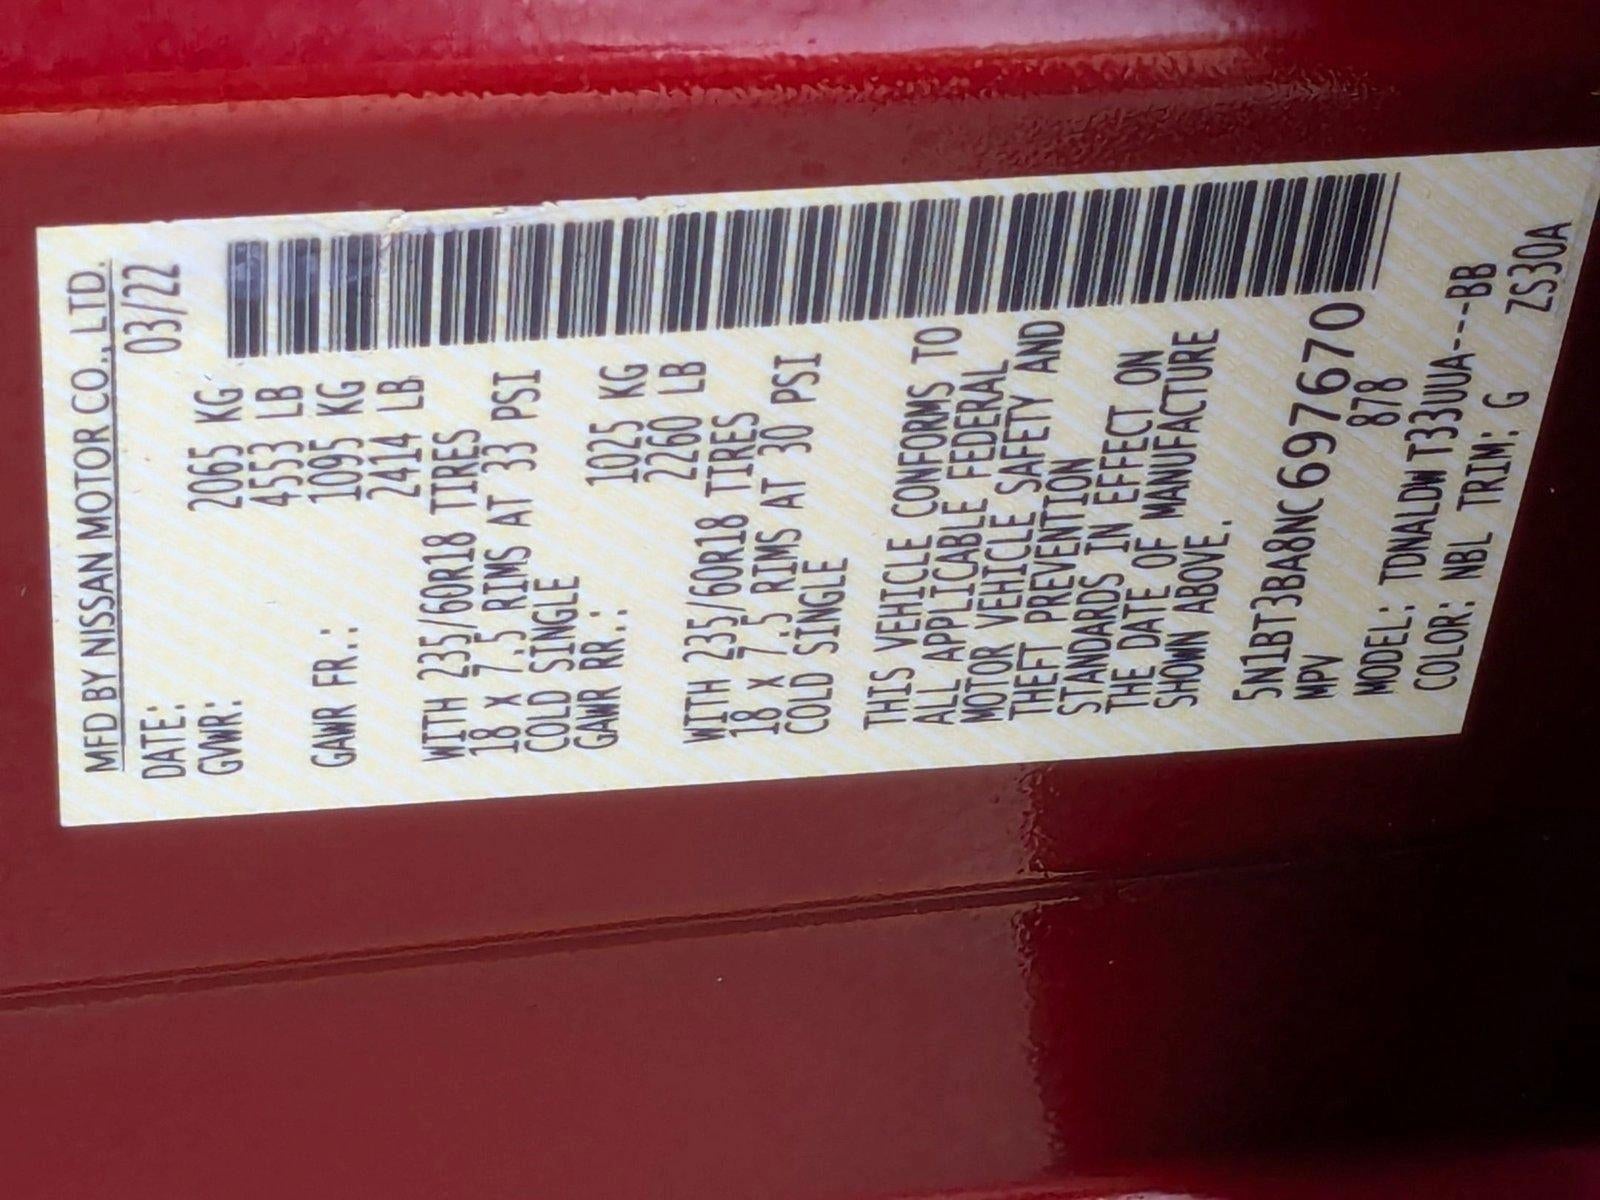 MFD BY NISSAN MOTOR CO., LTD.
DATE: 03/22
GVWR: 2065 KG
4553 LB
GAWR FR.: 1095 KG
2414 LB
WITH 235/60R18 TIRES
18 x 7.5 RIMS AT 33 PSI
COLD SINGLE
GAWR RR.: 1025 KG
2260 LB
WITH 235/60R18 TIRES
18 x 7.5 RIMS AT 30 PSI
COLD SINGLE
THIS VEHICLE CONFORMS TO
ALL APPLICABLE FEDERAL
MOTOR VEHICLE SAFETY AND
THEFT PREVENTION
STANDARDS IN EFFECT ON
THE DATE OF MANUFACTURE
SHOWN ABOVE.
5N1BT3BA8NC697670
MPV 878
MODEL: TDNALDW T33UUA---BB
COLOR: NBL TRIM: G ZS30A